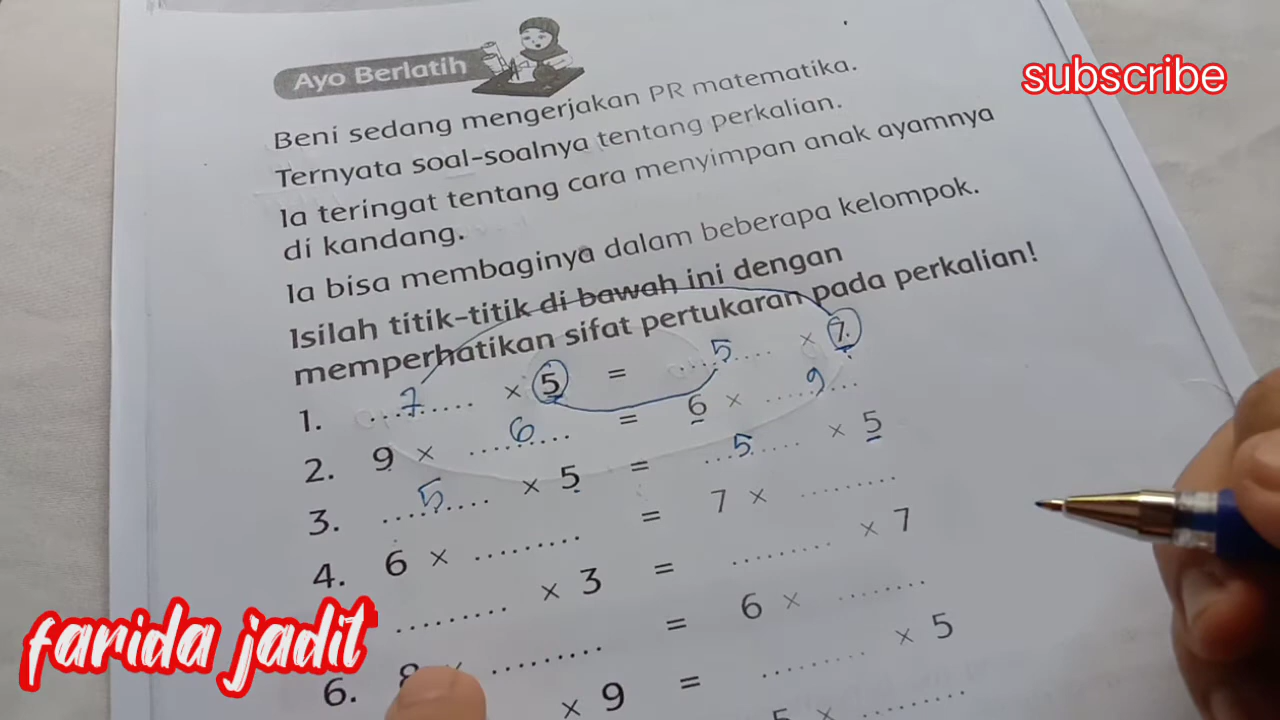 Ayo Berlatih
subscribe
Beni sedang mengerjakan PR matematika.
Ternyata soal-soalnya tentang perkalian.
Ia teringat tentang cara menyimpan anak ayamnya
di kandang.
Ia bisa membaginya dalam beberapa kelompok.
Isilah titik-titik di bawah ini dengan
memperhatikan sifat pertukaran pada perkalian!
1. ...7....... × 5 = .....5..... × 7.
2. 9 × .....6..... = 6 × ......9....
3. .....5..... × 5 = ...5...... × 5
4. 6 × .......... = 7 × ..........
.......... × 3 = .......... × 7
6. 8 × .......... = 6 × ..........
× 9 = .......... × 5
5 × ..........
farida jadit